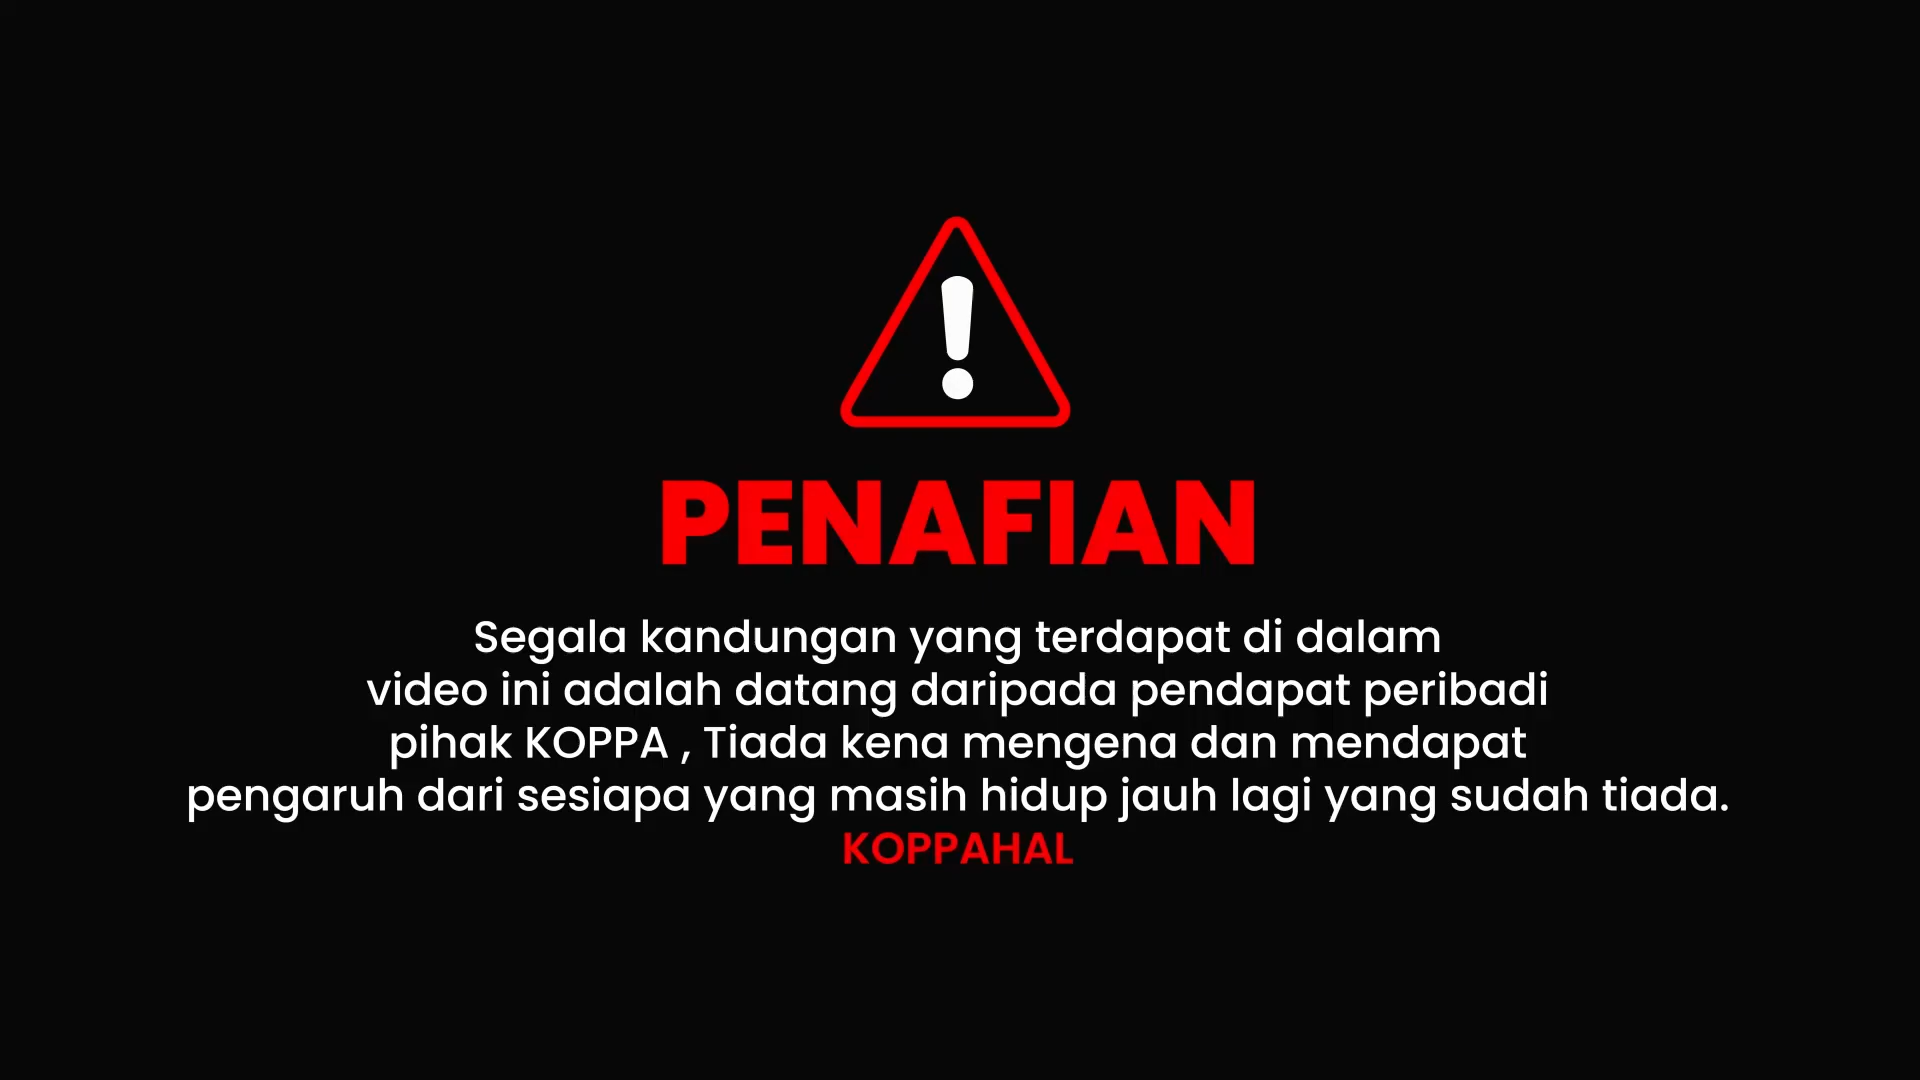 PENAFIAN
Segala kandungan yang terdapat di dalam
video ini adalah datang daripada pendapat peribadi
pihak KOPPA , Tiada kena mengena dan mendapat
pengaruh dari sesiapa yang masih hidup jauh lagi yang sudah tiada.
KOPPAHAL